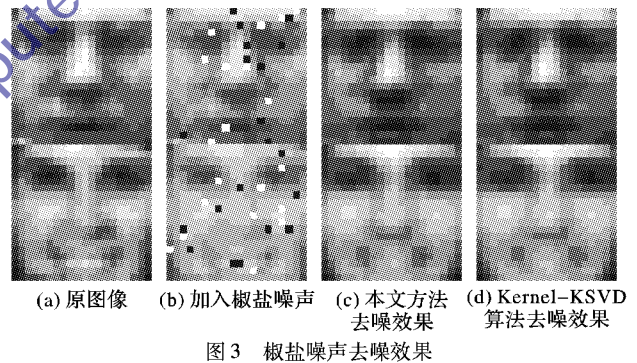 pute
(a) 原图像
(b) 加入椒盐噪声
(c) 本文方法
去噪效果
(d) Kernel-KSVD
算法去噪效果
图 3 椒盐噪声去噪效果